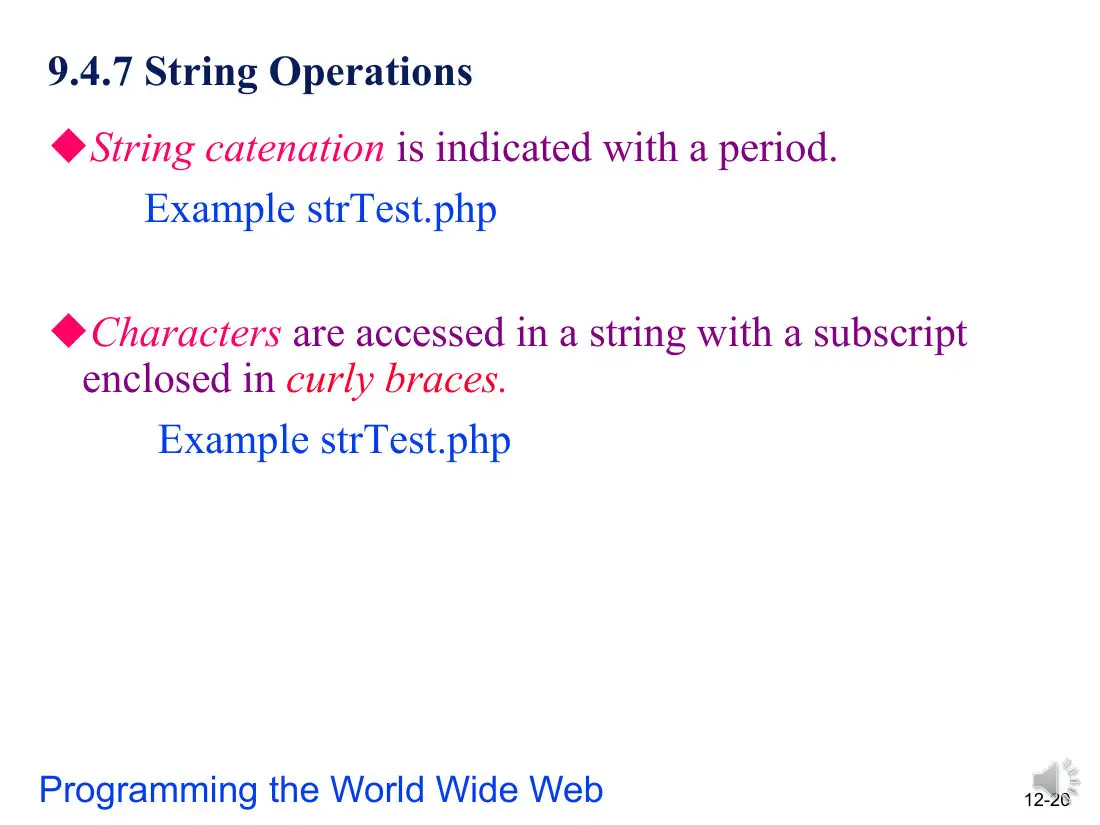 9.4.7 String Operations
String catenation is indicated with a period.
Example strTest.php
Characters are accessed in a string with a subscript
enclosed in curly braces.
Example strTest.php
Programming the World Wide Web
12-20